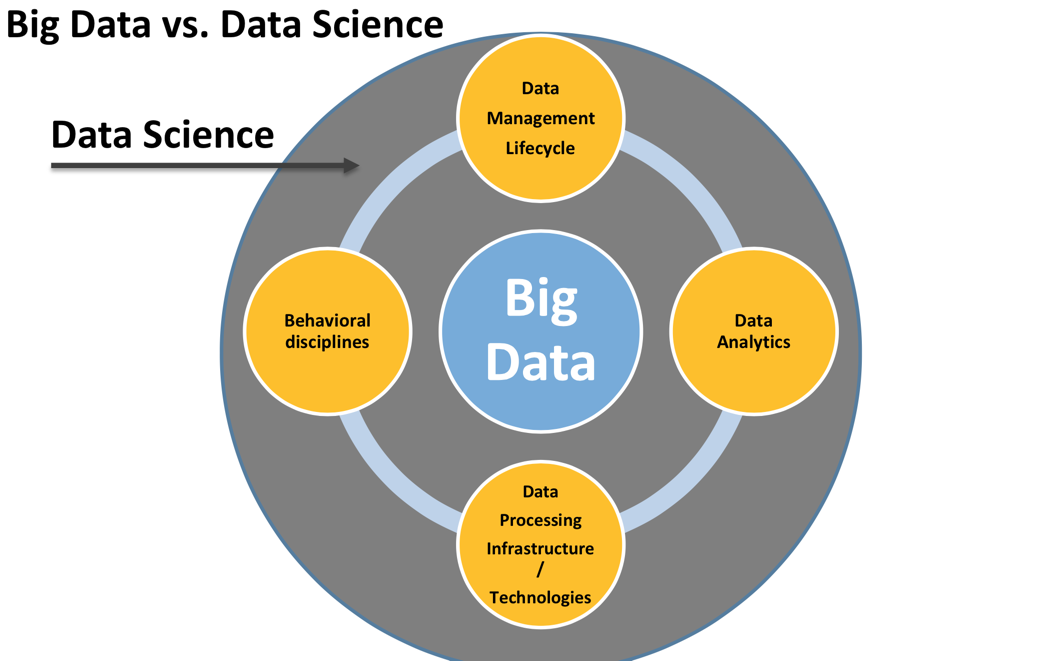 Big Data vs. Data Science
Data Science
Data
Management
Lifecycle
Behavioral
disciplines
Big
Data
Data
Analytics
Data
Processing
Infrastructure
/
Technologies